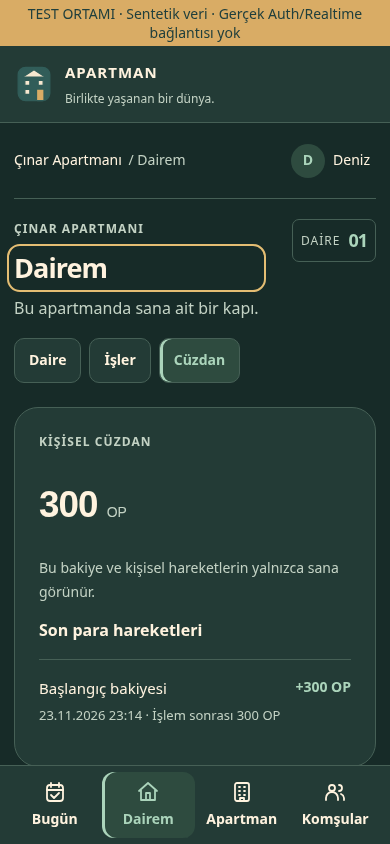 TEST ORTAMI · Sentetik veri · Gerçek Auth/Realtime
bağlantısı yok
APARTMAN
Birlikte yaşanan bir dünya.
Çınar Apartmanı / Dairem
D Deniz
ÇINAR APARTMANI
DAİRE 01
Dairem
Bu apartmanda sana ait bir kapı.
Daire İşler Cüzdan
KİŞİSEL CÜZDAN
300 OP
Bu bakiye ve kişisel hareketlerin yalnızca sana
görünür.
Son para hareketleri
Başlangıç bakiyesi +300 OP
23.11.2026 23:14 · İşlem sonrası 300 OP
Bugün Dairem Apartman Komşular